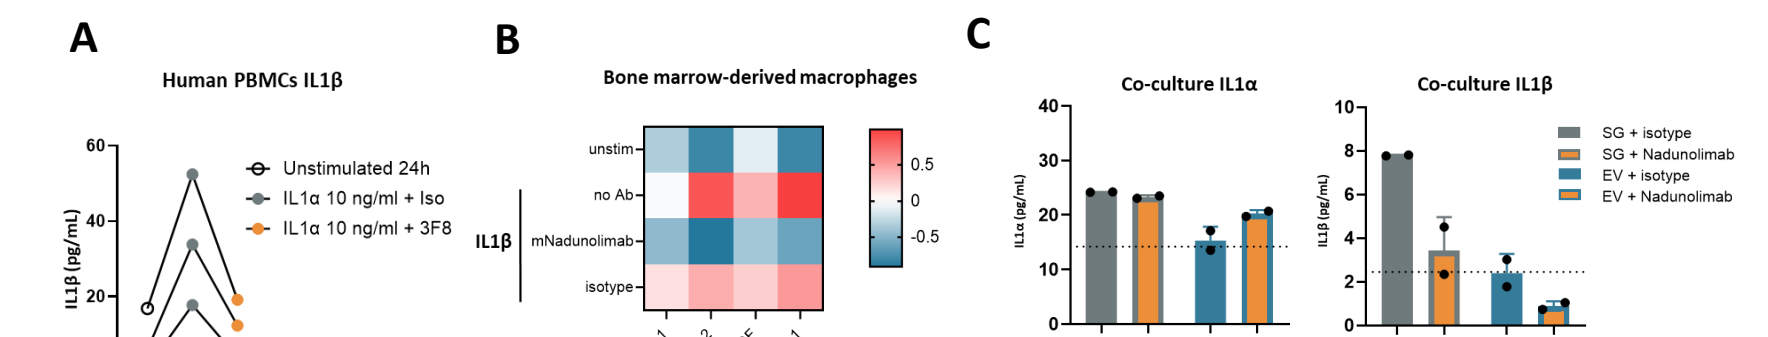 A
Human PBMCs IL1β
IL1β (pg/mL)
60
40
20
Unstimulated 24h
IL1α 10 ng/ml + Iso
IL1α 10 ng/ml + 3F8
B
Bone marrow-derived macrophages
IL1β
unstim
no Ab
mNadunolimab
isotype
0.5
0
-0.5
1
2
1
C
Co-culture IL1α
IL1α (pg/mL)
40
30
20
10
0
Co-culture IL1β
IL1β (pg/mL)
10
8
6
4
2
0
SG + isotype
SG + Nadunolimab
EV + isotype
EV + Nadunolimab